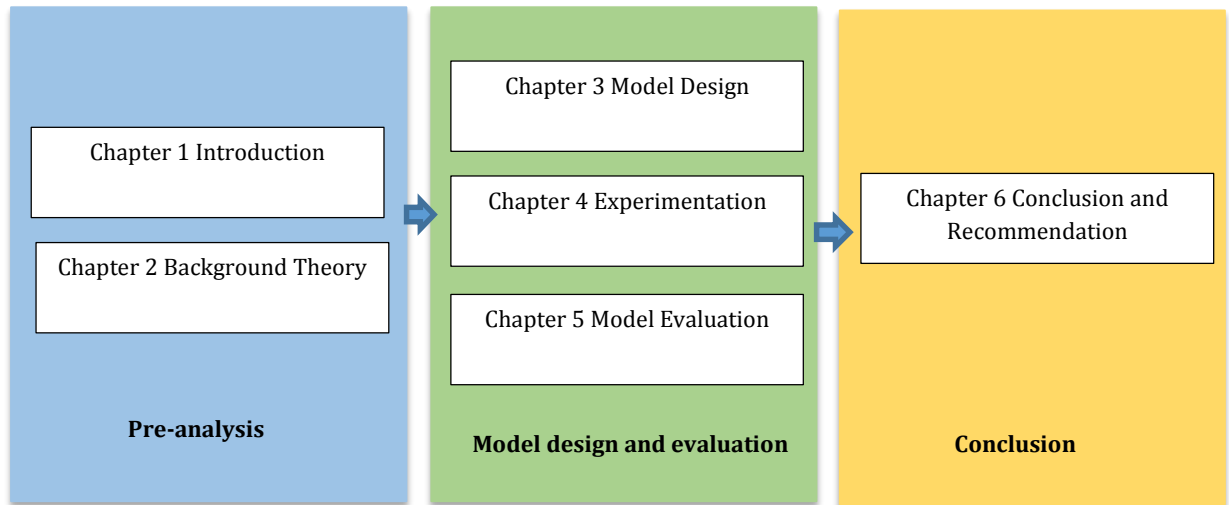 Chapter 1 Introduction
Chapter 2 Background Theory
Pre-analysis
Chapter 3 Model Design
Chapter 4 Experimentation
Chapter 5 Model Evaluation
Model design and evaluation
Chapter 6 Conclusion and
Recommendation
Conclusion